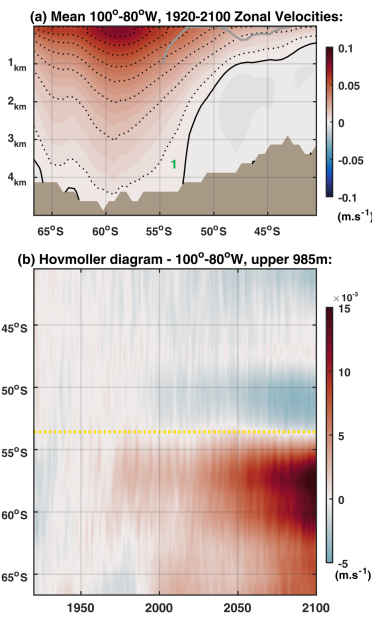 (a) Mean 100°-80°W, 1920-2100 Zonal Velocities:
1km
2km
3km
4km
1
65°S 60°S 55°S 50°S 45°S
0.1
0.05
0
-0.05
-0.1
(m.s⁻¹)
(b) Hovmoller diagram - 100°-80°W, upper 985m:
×10⁻³
45°S
50°S
55°S
60°S
65°S
15
10
5
0
-5
(m.s⁻¹)
1950 2000 2050 2100